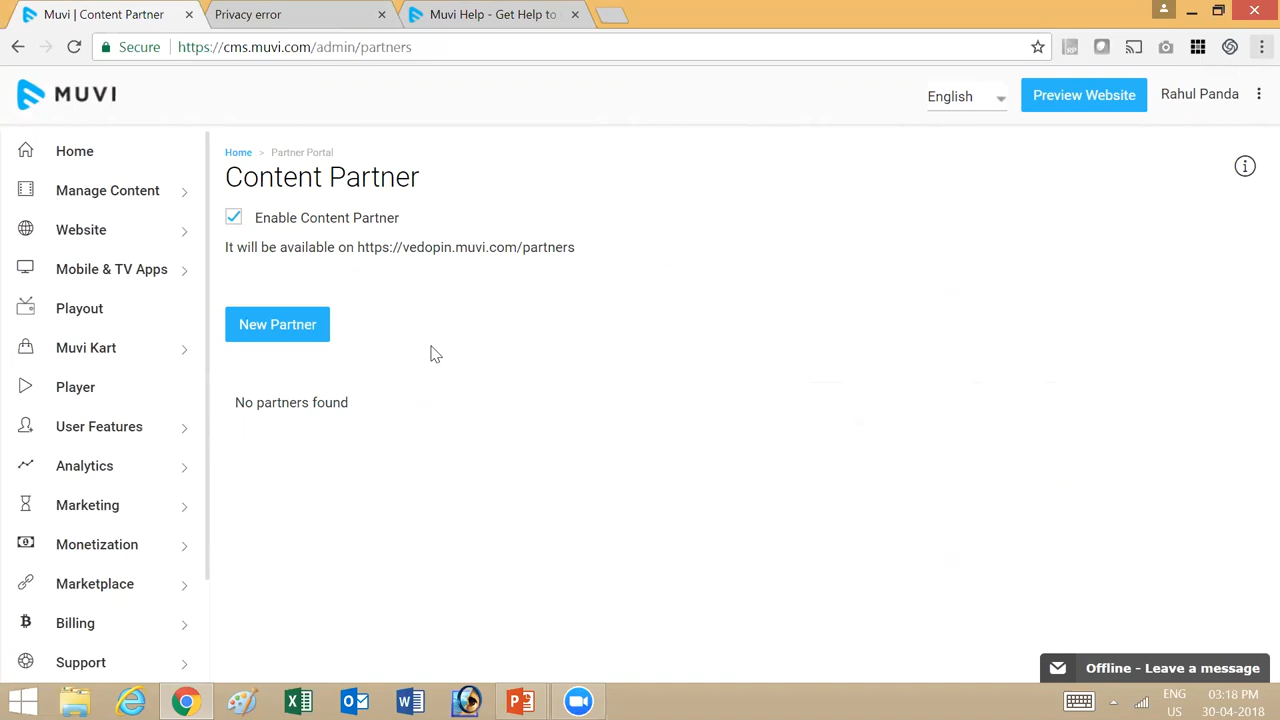 Muvi | Content Partner
Privacy error
Muvi Help - Get Help to
Secure
https://cms.muvi.com/admin/partners
MUVI
English
Preview Website
Rahul Panda
Home
Manage Content
Website
Mobile & TV Apps
Playout
Muvi Kart
Player
User Features
Analytics
Marketing
Monetization
Marketplace
Billing
Support
Home > Partner Portal
Content Partner
Enable Content Partner
It will be available on https://vedopin.muvi.com/partners
New Partner
No partners found
Offline - Leave a message
ENG
US
03:18 PM
30-04-2018